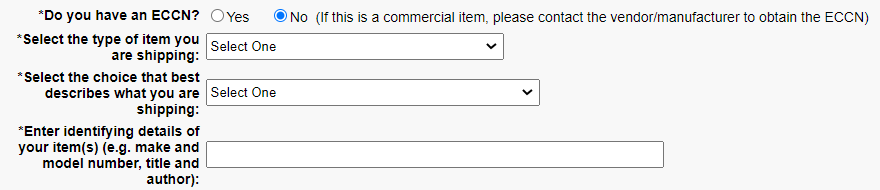 *Do you have an ECCN? Yes No (If this is a commercial item, please contact the vendor/manufacturer to obtain the ECCN)
*Select the type of item you
are shipping: Select One
*Select the choice that best
describes what you are
shipping: Select One
*Enter identifying details of
your item(s) (e.g. make and
model number, title and
author):